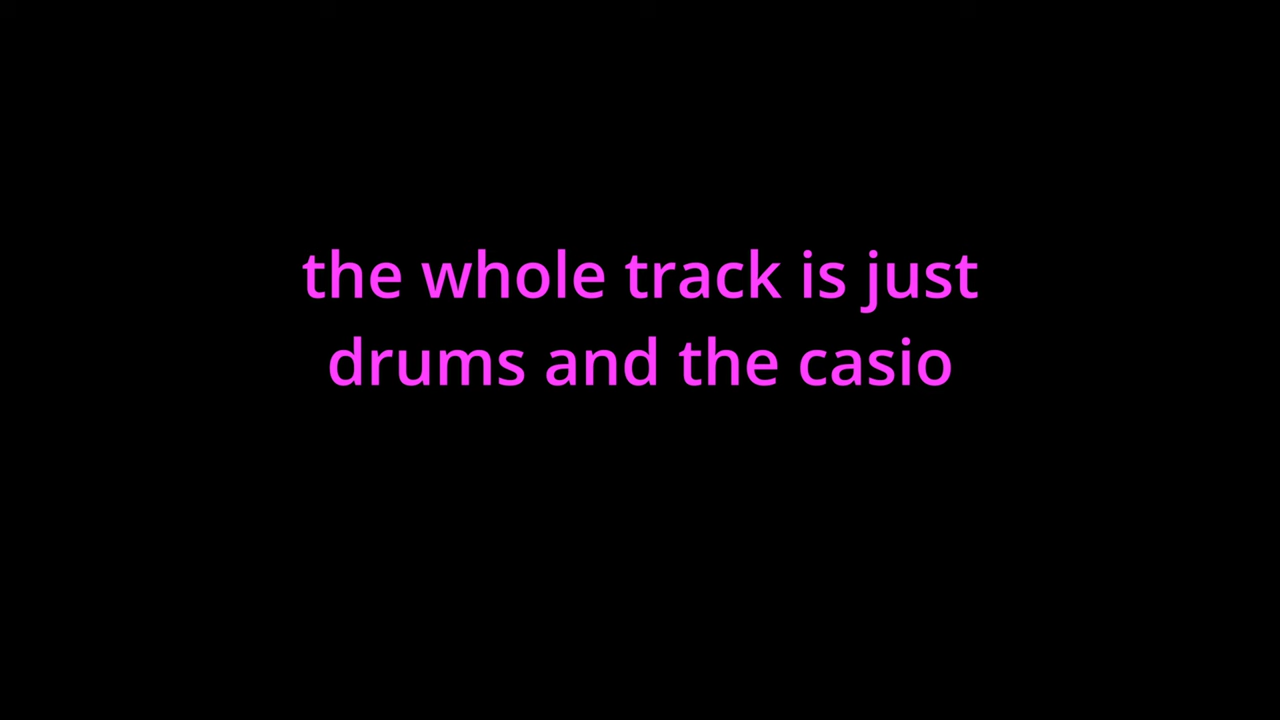 the whole track is just
drums and the casio